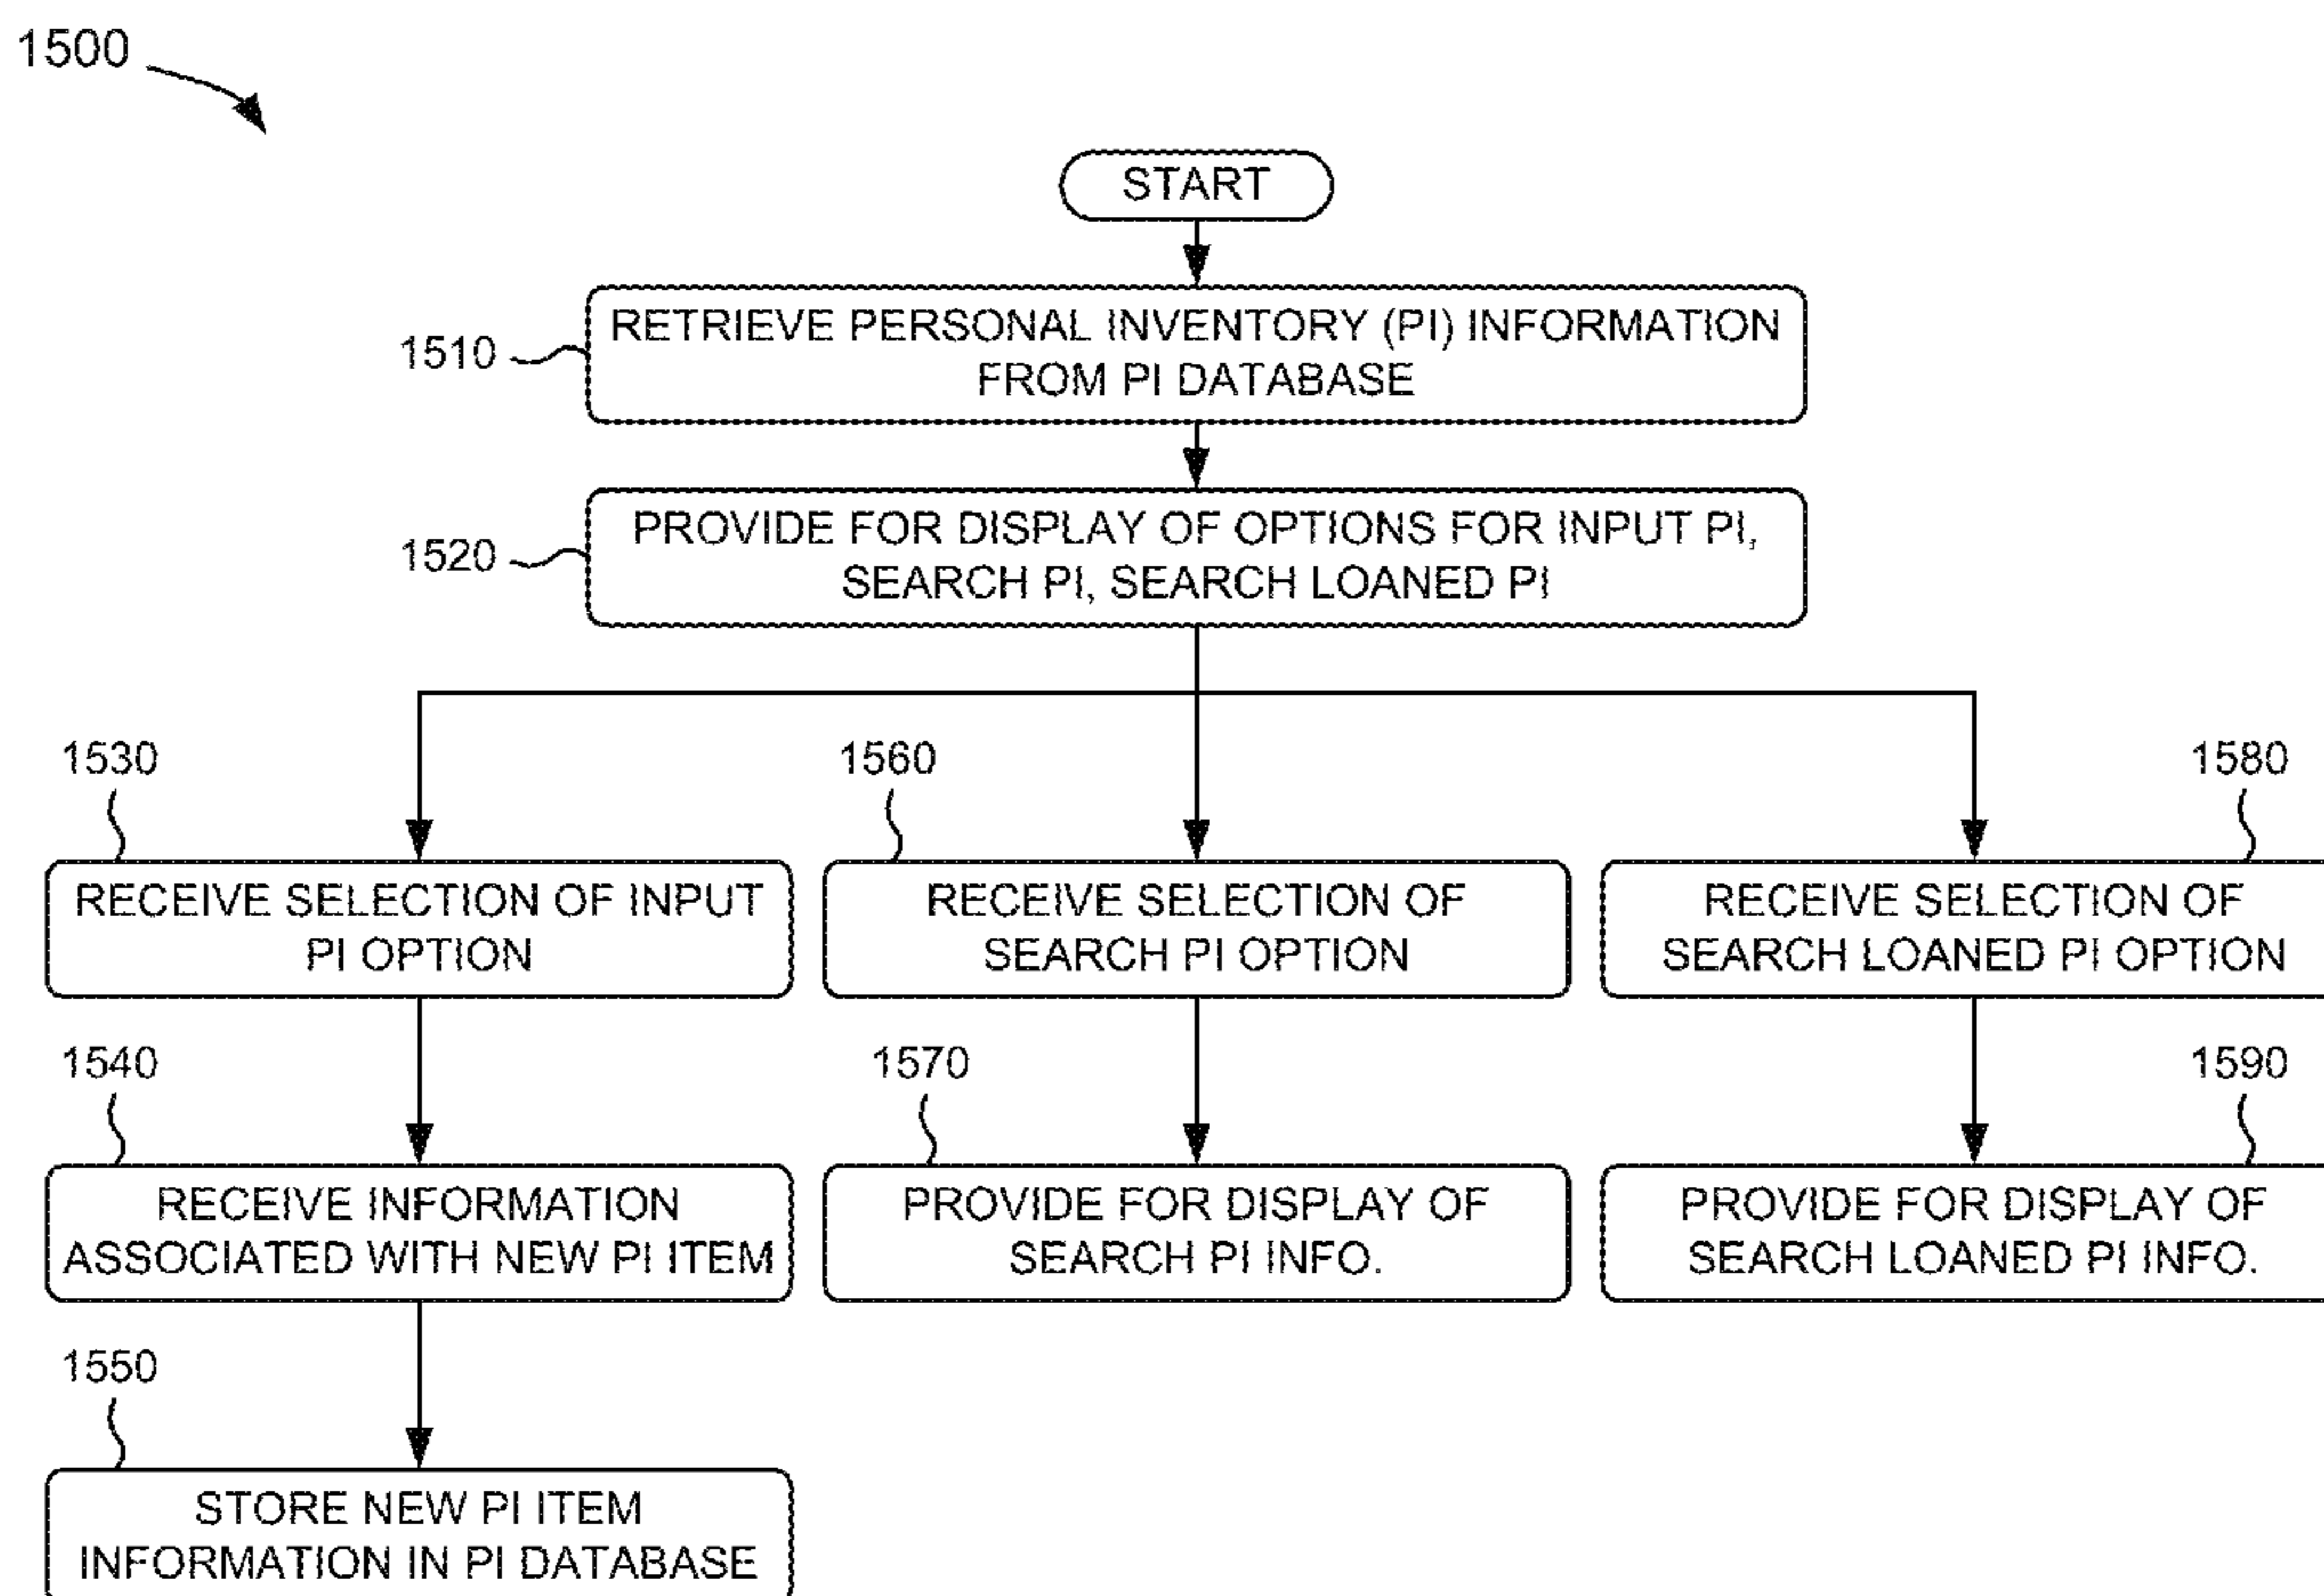 1500
START
1510
RETRIEVE PERSONAL INVENTORY (PI) INFORMATION
FROM PI DATABASE
1520
PROVIDE FOR DISPLAY OF OPTIONS FOR INPUT PI,
SEARCH PI, SEARCH LOANED PI
1530
RECEIVE SELECTION OF INPUT
PI OPTION
1560
RECEIVE SELECTION OF
SEARCH PI OPTION
1580
RECEIVE SELECTION OF
SEARCH LOANED PI OPTION
1540
RECEIVE INFORMATION
ASSOCIATED WITH NEW PI ITEM
1570
PROVIDE FOR DISPLAY OF
SEARCH PI INFO.
1590
PROVIDE FOR DISPLAY OF
SEARCH LOANED PI INFO.
1550
STORE NEW PI ITEM
INFORMATION IN PI DATABASE